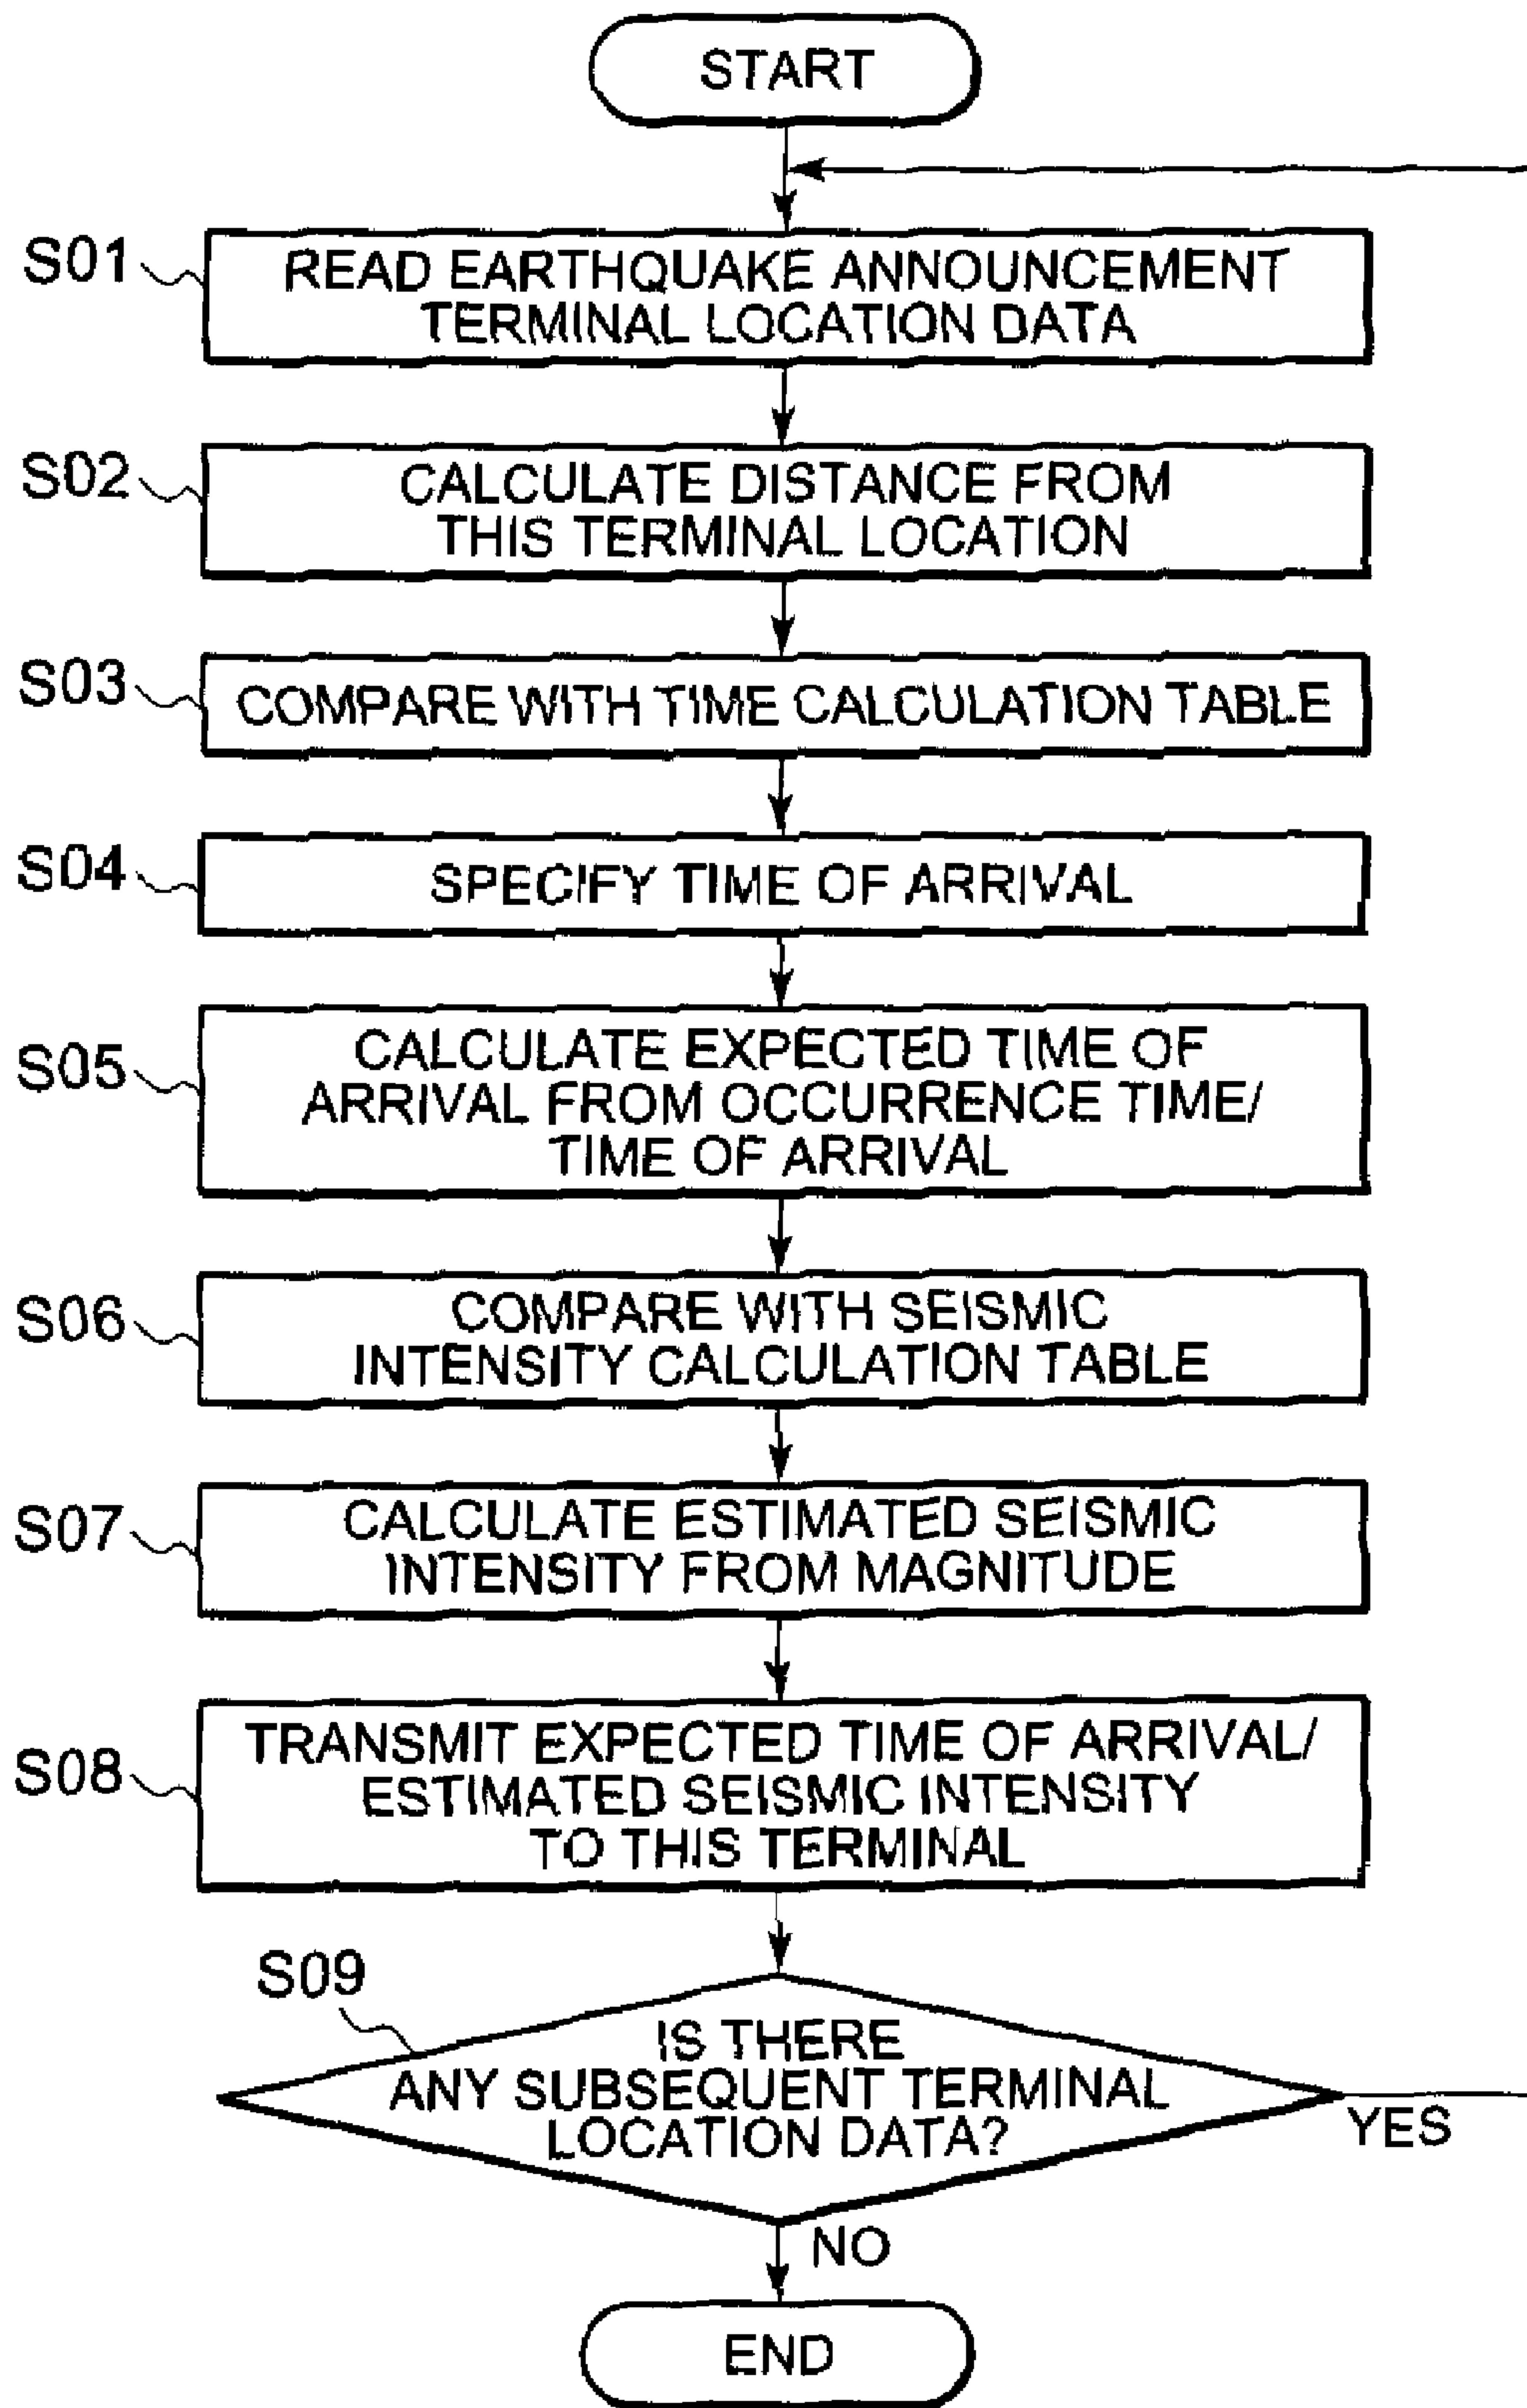 START
S01
READ EARTHQUAKE ANNOUNCEMENT
TERMINAL LOCATION DATA
S02
CALCULATE DISTANCE FROM
THIS TERMINAL LOCATION
S03
COMPARE WITH TIME CALCULATION TABLE
S04
SPECIFY TIME OF ARRIVAL
S05
CALCULATE EXPECTED TIME OF
ARRIVAL FROM OCCURRENCE TIME/
TIME OF ARRIVAL
S06
COMPARE WITH SEISMIC
INTENSITY CALCULATION TABLE
S07
CALCULATE ESTIMATED SEISMIC
INTENSITY FROM MAGNITUDE
S08
TRANSMIT EXPECTED TIME OF ARRIVAL/
ESTIMATED SEISMIC INTENSITY
TO THIS TERMINAL
S09
IS THERE
ANY SUBSEQUENT TERMINAL
LOCATION DATA?
YES
NO
END